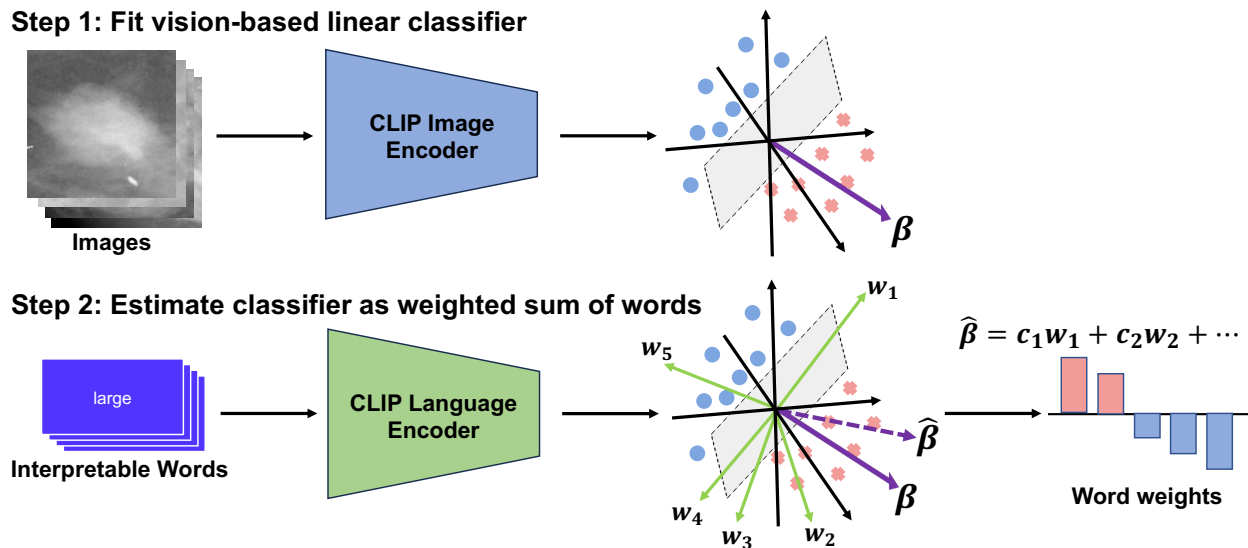 Step 1: Fit vision-based linear classifier
CLIP Image
Encoder
Images
β
Step 2: Estimate classifier as weighted sum of words
large
Interpretable Words
CLIP Language
Encoder
w₁
w₅
β̂
β
w₄
w₃
w₂
β̂ = c₁w₁ + c₂w₂ + ⋯
Word weights